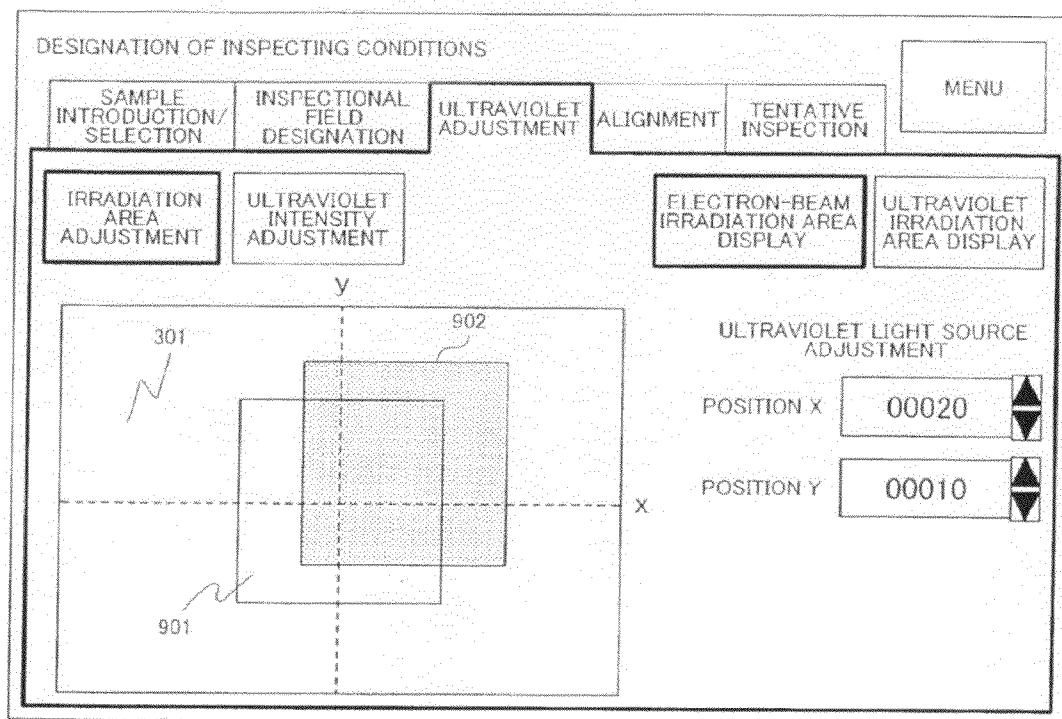 DESIGNATION OF INSPECTING CONDITIONS
MENU
SAMPLE
INTRODUCTION/
SELECTION
INSPECTIONAL
FIELD
DESIGNATION
ULTRAVIOLET
ADJUSTMENT
ALIGNMENT
TENTATIVE
INSPECTION
IRRADIATION
AREA
ADJUSTMENT
ULTRAVIOLET
INTENSITY
ADJUSTMENT
ELECTRON-BEAM
IRRADIATION AREA
DISPLAY
ULTRAVIOLET
IRRADIATION
AREA DISPLAY
y
301
902
x
901
ULTRAVIOLET LIGHT SOURCE
ADJUSTMENT
POSITION X 00020
POSITION Y 00010